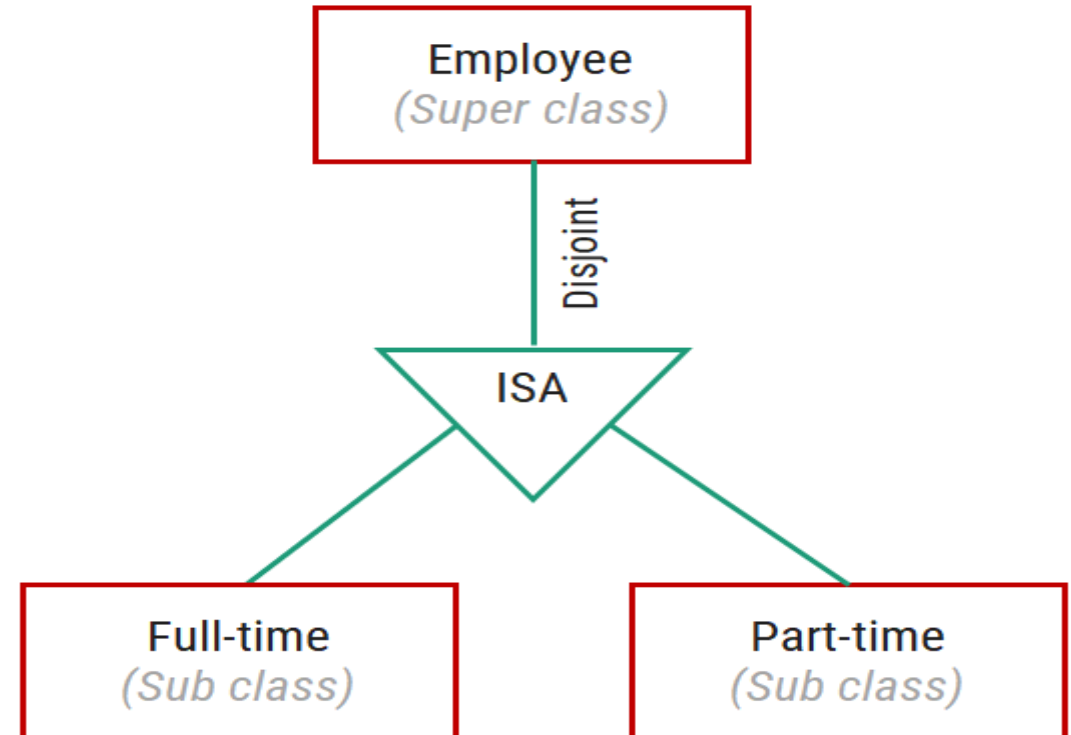 Employee
(Super class)
Disjoint
ISA
Full-time
(Sub class)
Part-time
(Sub class)